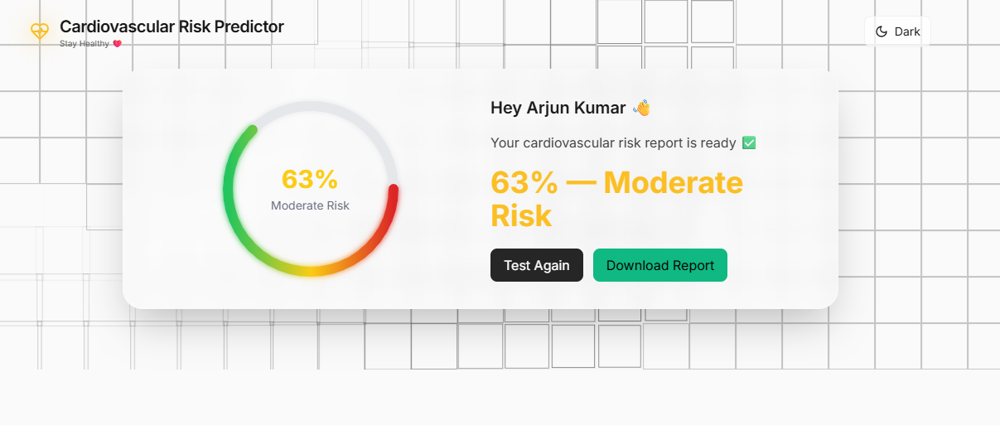 Cardiovascular Risk Predictor
Stay Healthy ❤️
Dark
63%
Moderate Risk
Hey Arjun Kumar 👋
Your cardiovascular risk report is ready ✅
63% — Moderate
Risk
Test Again
Download Report